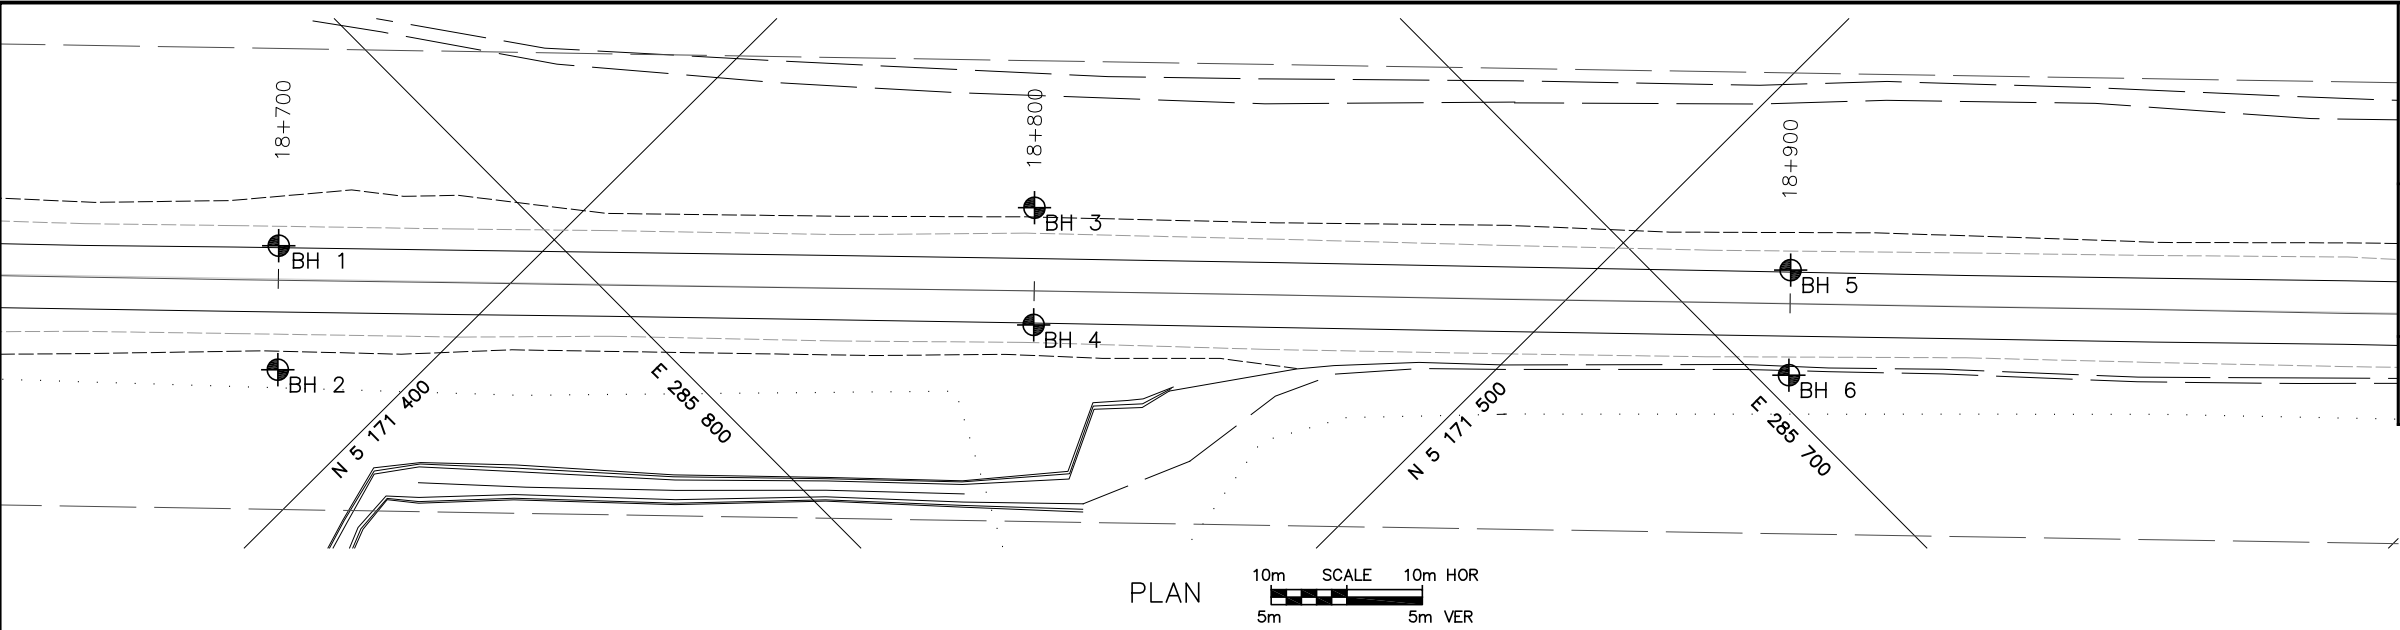 18+700
18+800
18+900
BH 1
BH 2
BH 3
BH 4
BH 5
BH 6
N 5 171 400
E 285 800
N 5 171 500
E 285 700
PLAN
10m SCALE 10m HOR
5m 5m VER